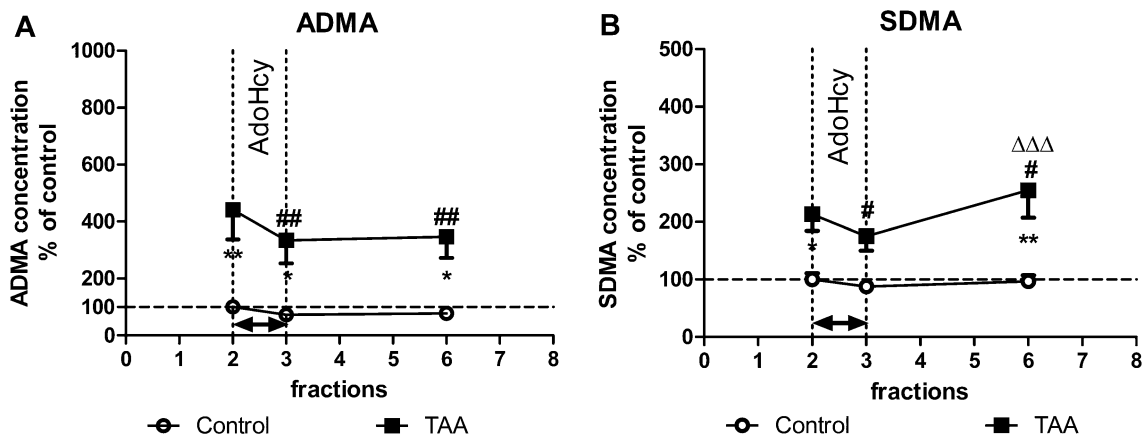 A
ADMA
ADMA concentration
% of control
1000
800
600
400
200
100
0
AdoHcy
##
##
**
*
*
0 1 2 3 4 5 6 7 8
fractions
Control TAA
B
SDMA
SDMA concentration
% of control
500
400
300
200
100
0
AdoHcy
ΔΔΔ
#
#
*
**
0 1 2 3 4 5 6 7 8
fractions
Control TAA